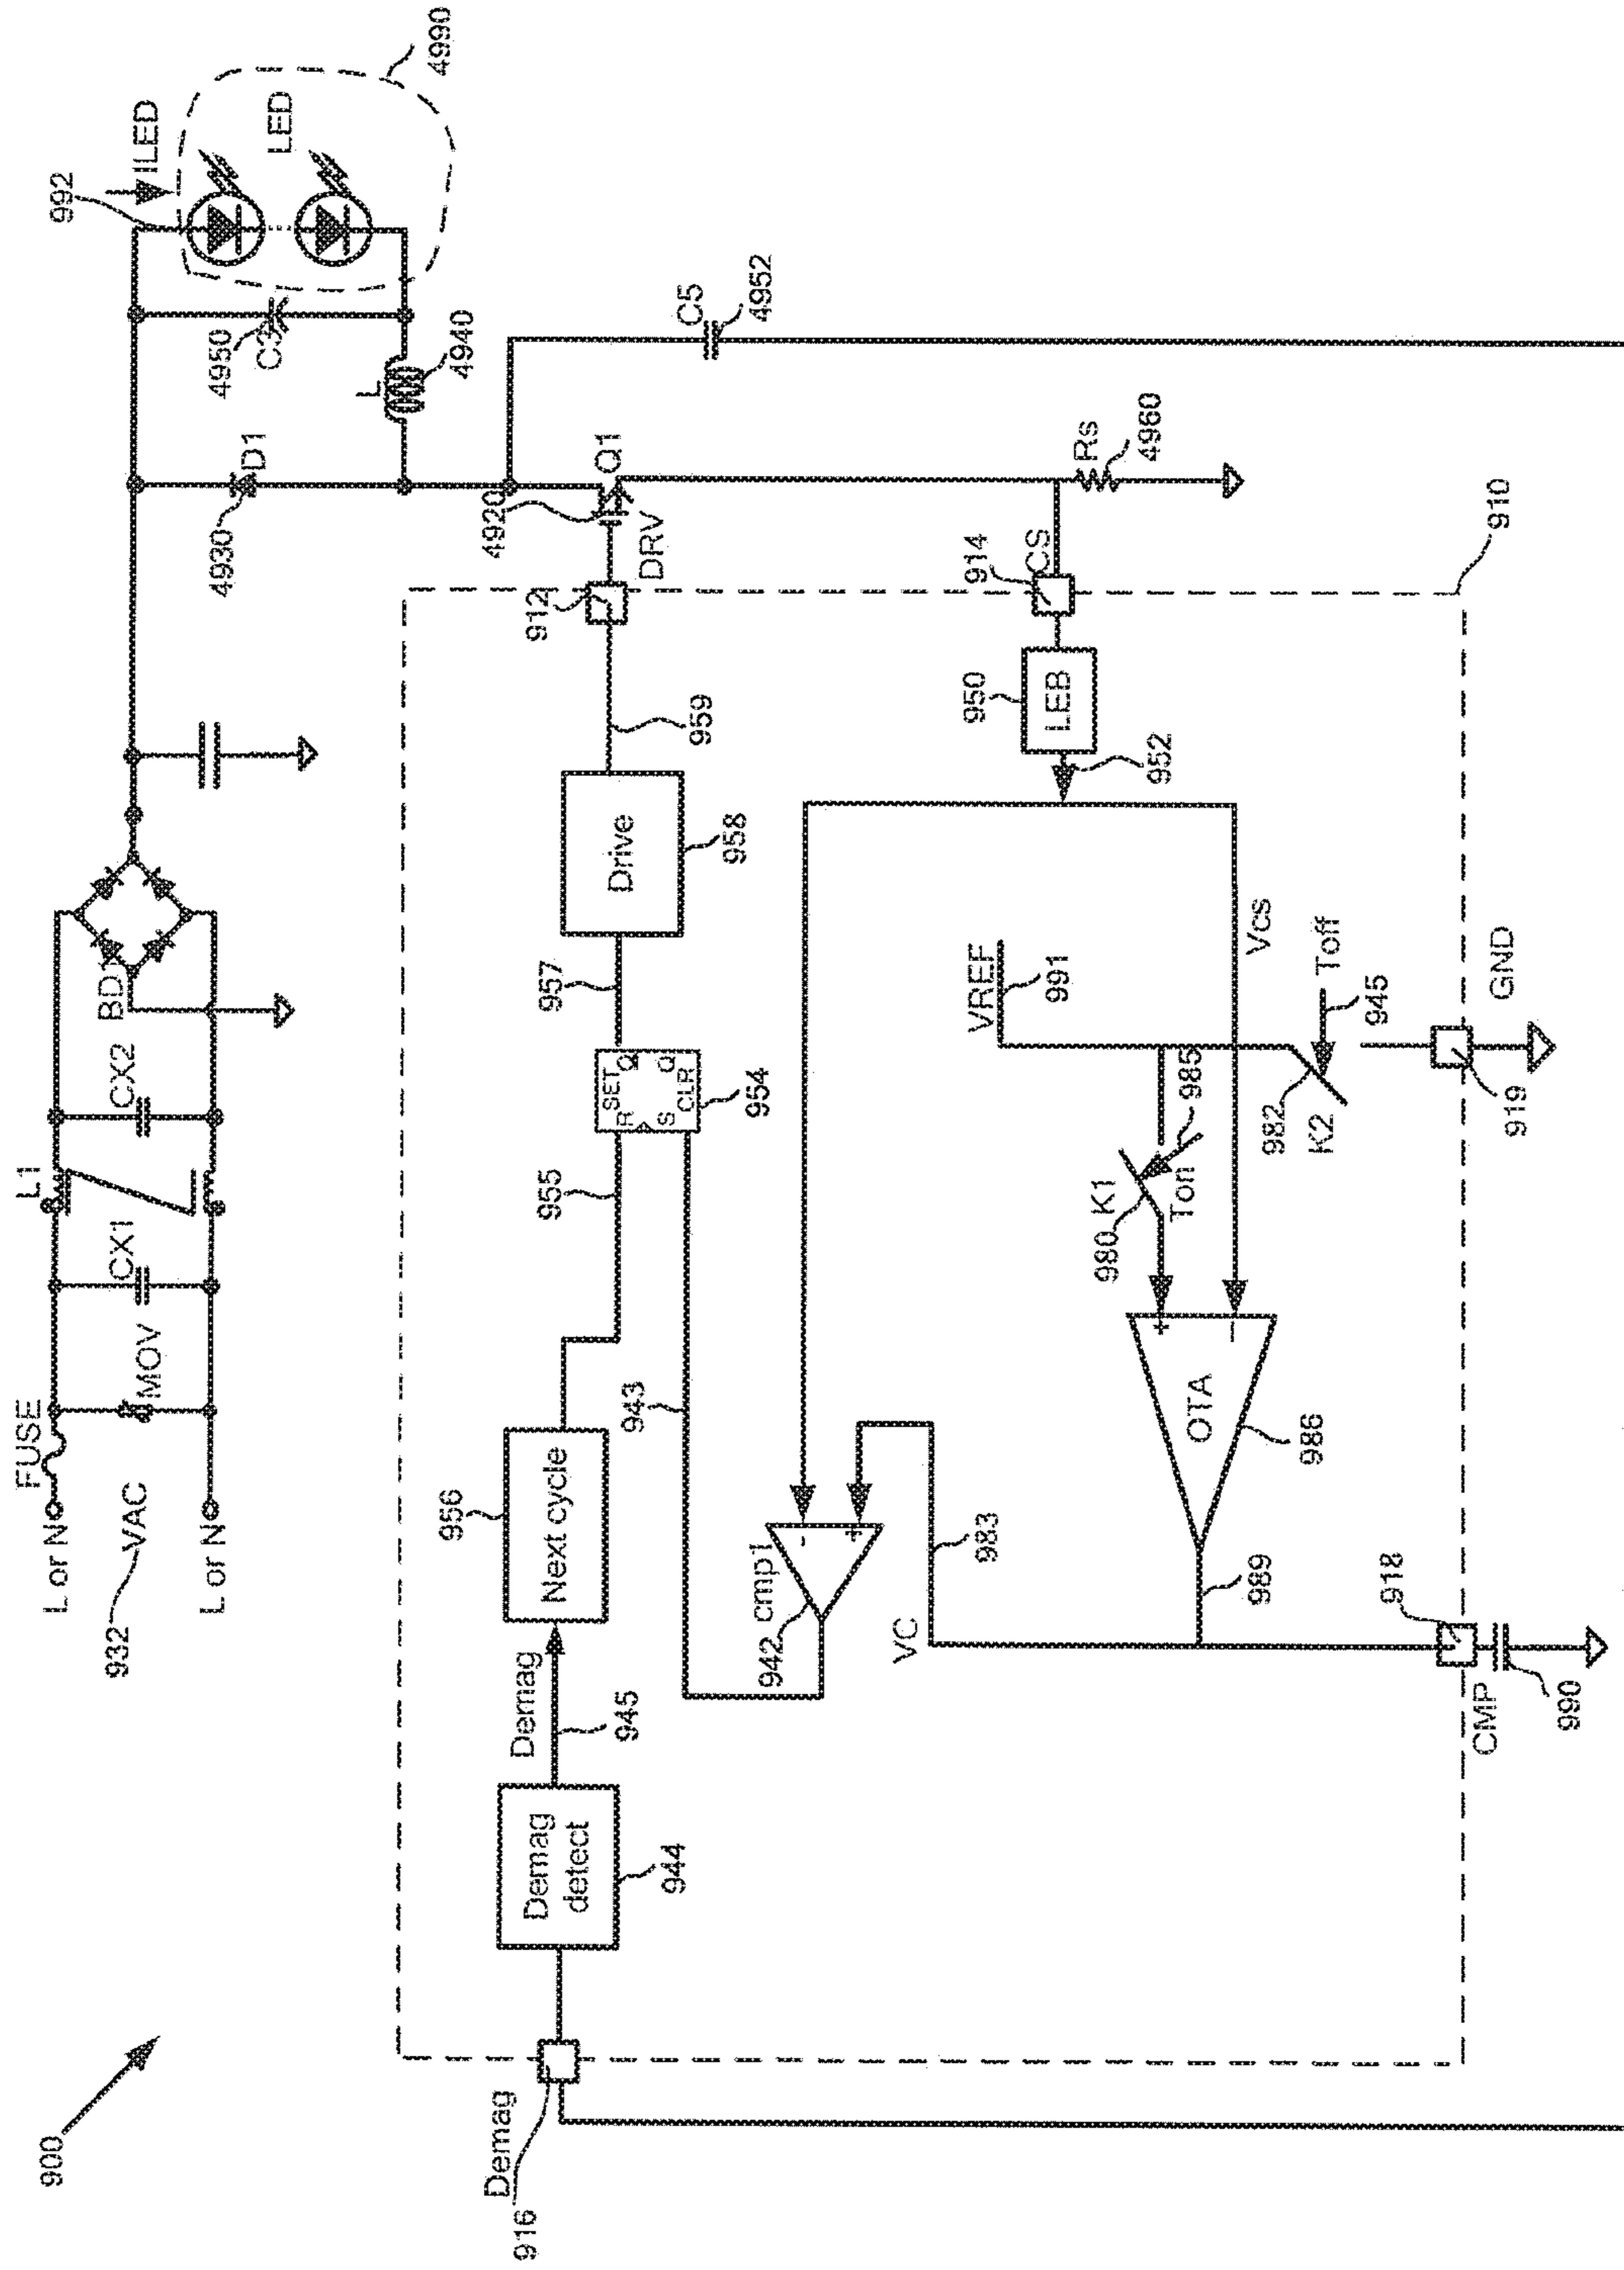 900
L or N
FUSE
932
VAC
L or N
MOV
CX1
L1
CX2
BD1
4930
D1
4950
C3
L
4940
992
ILED
LED
4990
C5
4952
4920
Q1
912
DRV
914
CS
Rs
4960
910
Demag
916
Demag
detect
944
Demag
945
956
Next cycle
955
R
SET
Q
S
CLR
Q
954
957
Drive
958
959
943
942
cmp1
-
+
950
LEB
952
VC
983
VREF
991
Vcs
980
K1
Ton
985
+
-
OTA
986
989
982
K2
Toff
945
918
CMP
990
919
GND